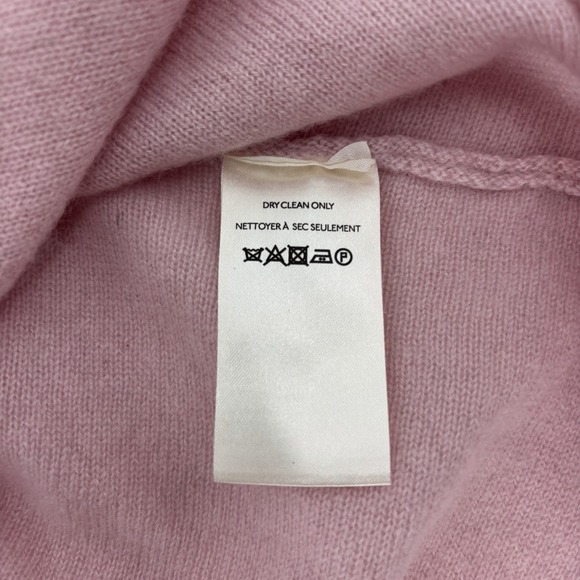 DRY CLEAN ONLY
NETTOYER À SEC SEULEMENT
P